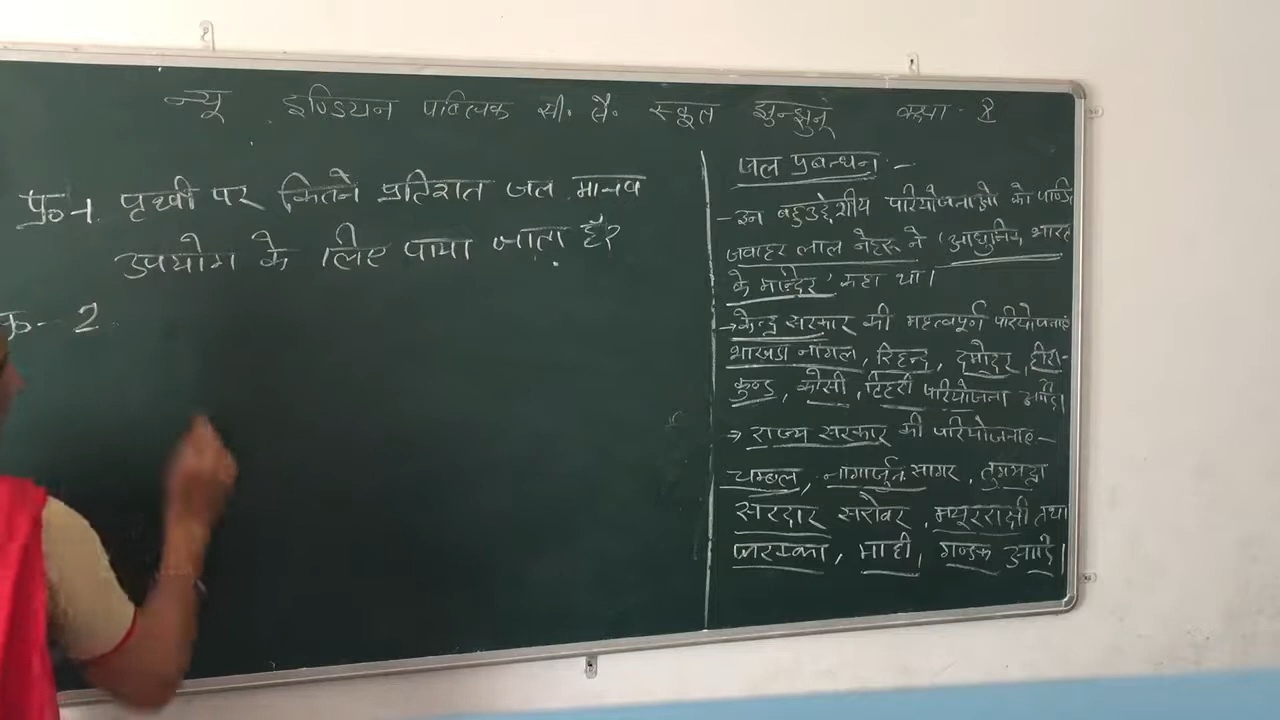 न्यू इण्डियन पब्लिक सी॰ सै॰ स्कूल झुन्झुनूं कक्षा - 8
प्र॰-1. पृथ्वी पर कितने प्रतिशत जल मानव
उपयोग के लिए पाया जाता है?
प्र॰- 2
जल प्रबन्धन :-
- इन बहुउद्देशीय परियोजनाओं को पण्डित
जवाहर लाल नेहरू ने 'आधुनिक भारत
के मन्दिर' कहा था।
→ केन्द्र सरकार की महत्वपूर्ण परियोजनाएं
भाखडा नांगल, रिहन्द, दामोदर, हीरा-
कुण्ड, कोसी, टिहरी परियोजना आदि।
→ राज्य सरकार की परियोजनाएं -
चम्बल, नागार्जुन सागर, तुंगभद्रा
सरदार सरोवर, मयूराक्षी तथा
फरक्का, माही, गण्डक आदि।